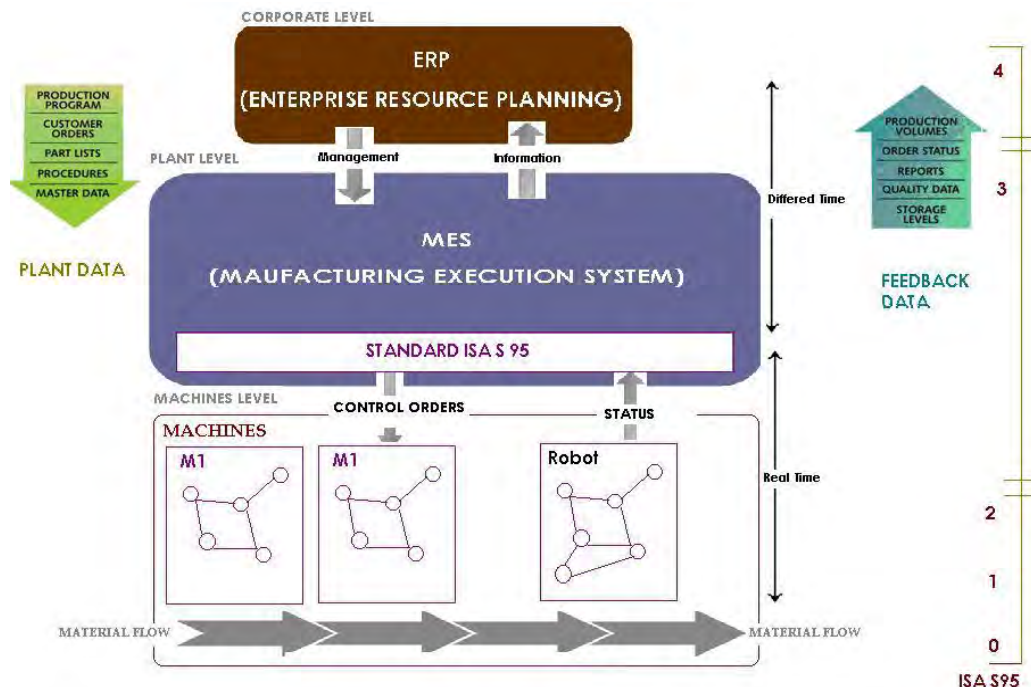 CORPORATE LEVEL
ERP
(ENTERPRISE RESOURCE PLANNING)
4
PRODUCTION
PROGRAM
CUSTOMER
ORDERS
PART LISTS
PROCEDURES
MASTER DATA
PLANT DATA
Management
Information
PLANT LEVEL
MES
(MAUFACTURING EXECUTION SYSTEM)
STANDARD ISA S 95
Differed Time
PRODUCTION
VOLUMES
ORDER STATUS
REPORTS
QUALITY DATA
STORAGE
LEVELS
3
FEEDBACK
DATA
MACHINES LEVEL
CONTROL ORDERS
STATUS
MACHINES
M1
M1
Robot
Real Time
2
1
0
MATERIAL FLOW
MATERIAL FLOW
ISA S95